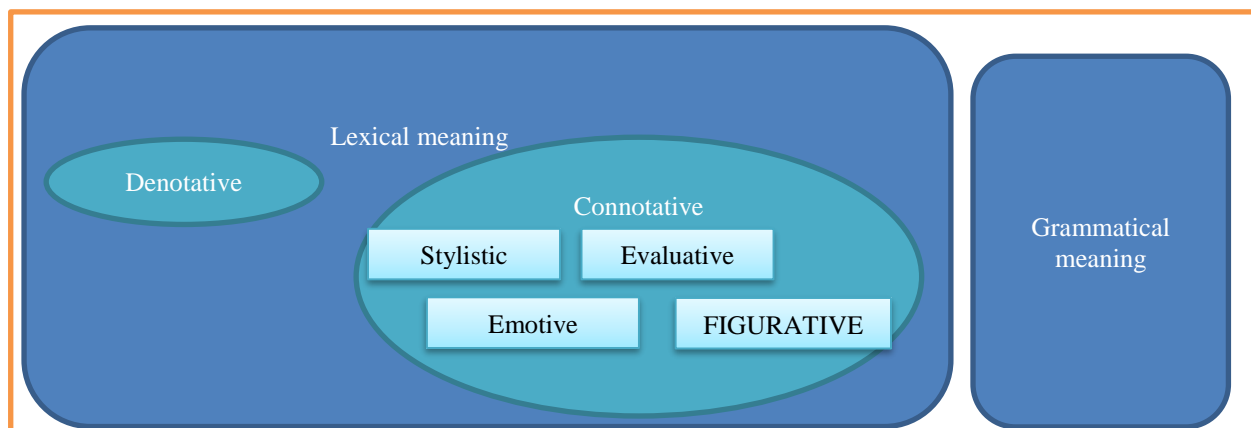 Lexical meaning
Denotative
Connotative
Stylistic
Evaluative
Emotive
FIGURATIVE
Grammatical
meaning